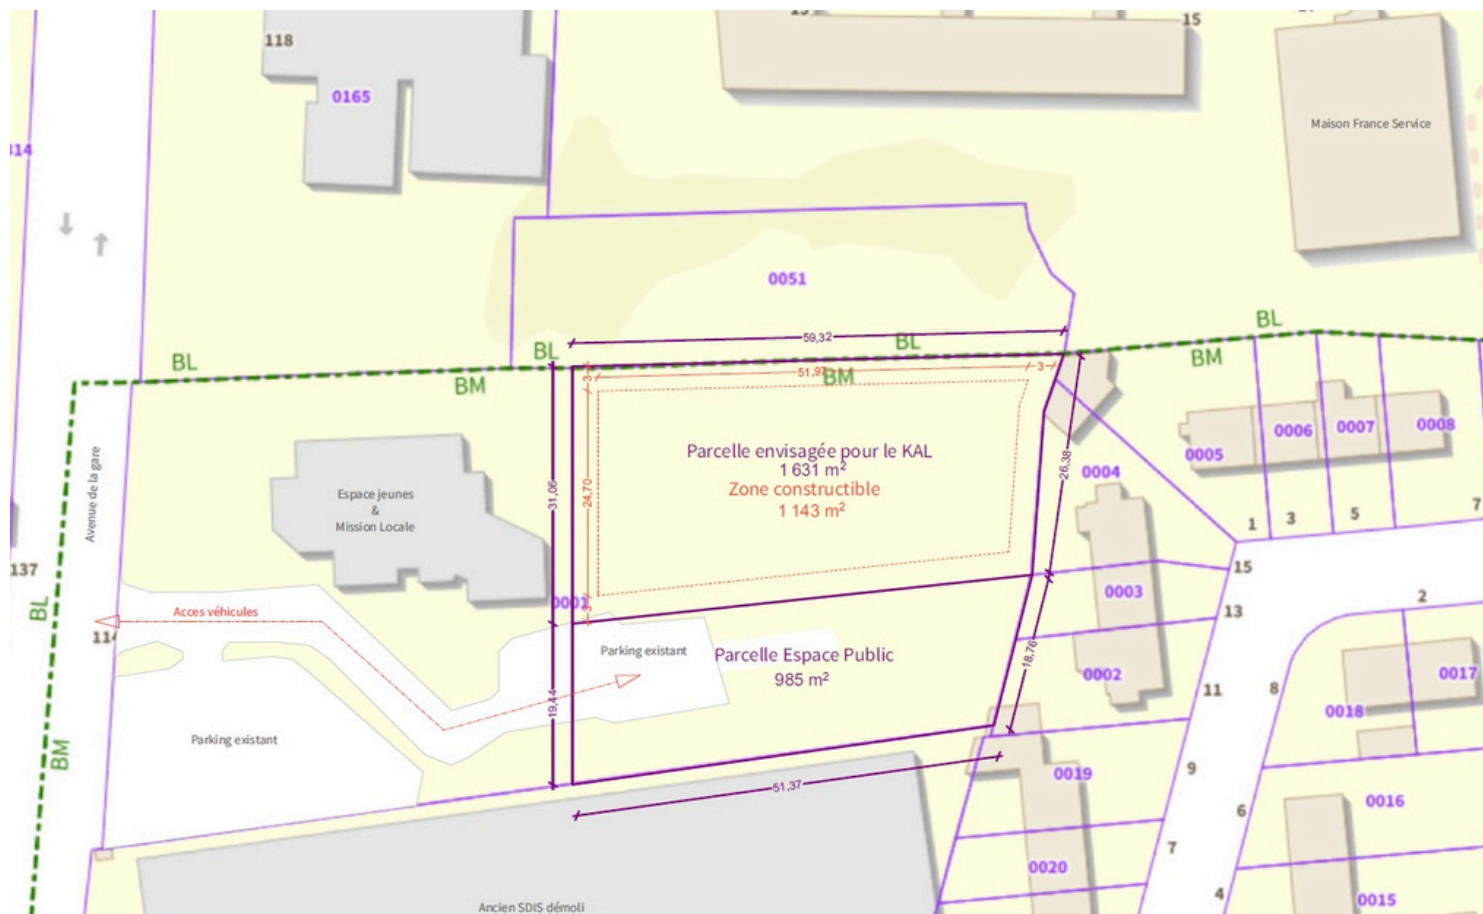 118
15
0165
Maison France Service
0051
59,32
BL
BL
BL
BL
BM
BM
BM
51,97
3
3
Parcelle envisagée pour le KAL
1 631 m²
Zone constructible
1 143 m²
26,38
31,06
24,70
3
Avenue de la gare
Espace jeunes
&
Mission Locale
0001
0004
0005
0006
0007
0008
1
3
5
7
137
BL
BM
Acces véhicules
Parking existant
Parcelle Espace Public
985 m²
18,76
19,44
51,37
Parking existant
0003
0002
15
13
11
9
7
2
8
6
4
0017
0018
0019
0016
0020
0015
Ancien SDIS démoli